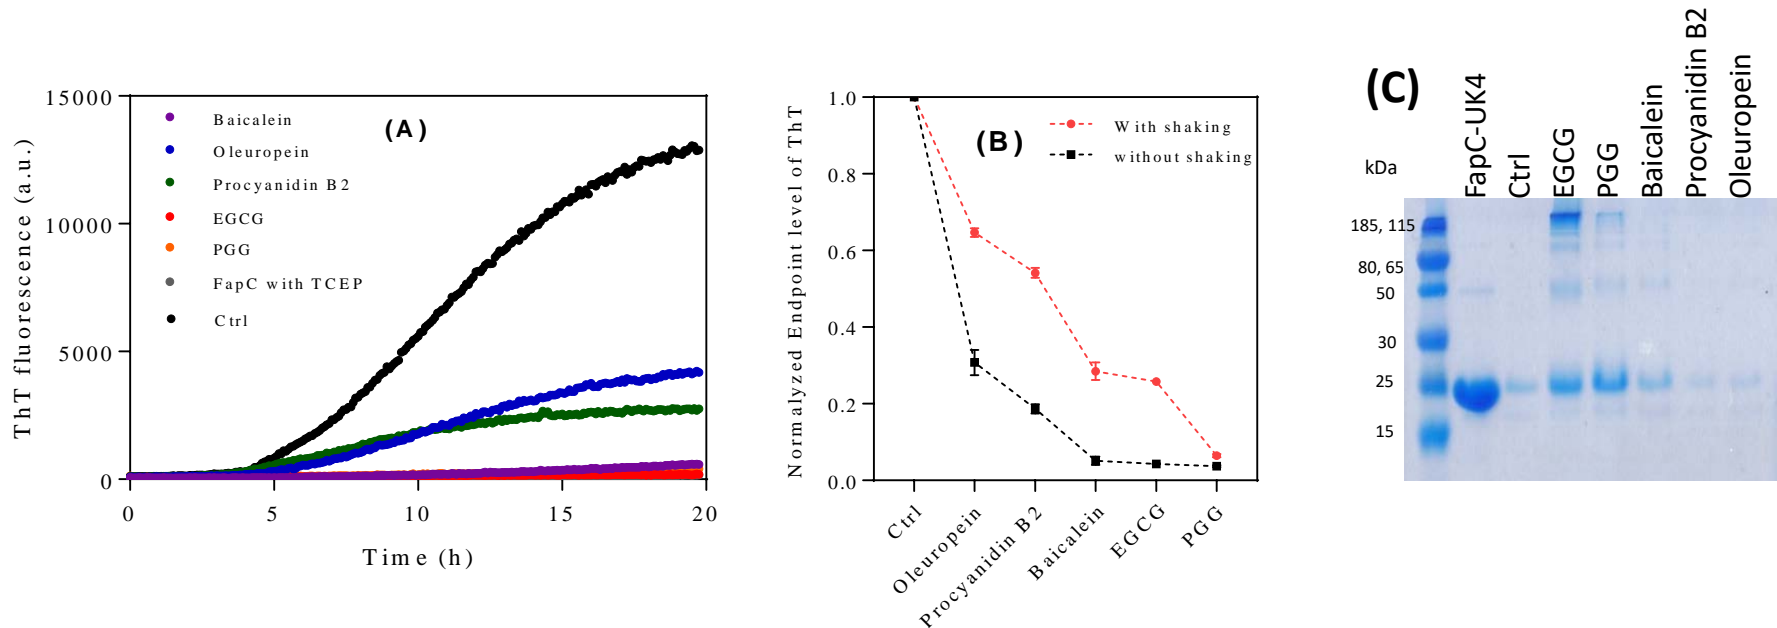 15000
10000
5000
0
0
5
10
15
20
ThT fluorescence (a.u.)
Time (h)
(A)
Baicalein
Oleuropein
Procyanidin B2
EGCG
PGG
FapC with TCEP
Ctrl
1.0
0.8
0.6
0.4
0.2
0.0
Normalyzed Endpoint level of ThT
(B)
With shaking
without shaking
Ctrl
Oleuropein
Procyanidin B2
Baicalein
EGCG
PGG
(C)
kDa
FapC-UK4
Ctrl
EGCG
PGG
Baicalein
Procyanidin B2
Oleuropein
185, 115
80, 65
50
30
25
15